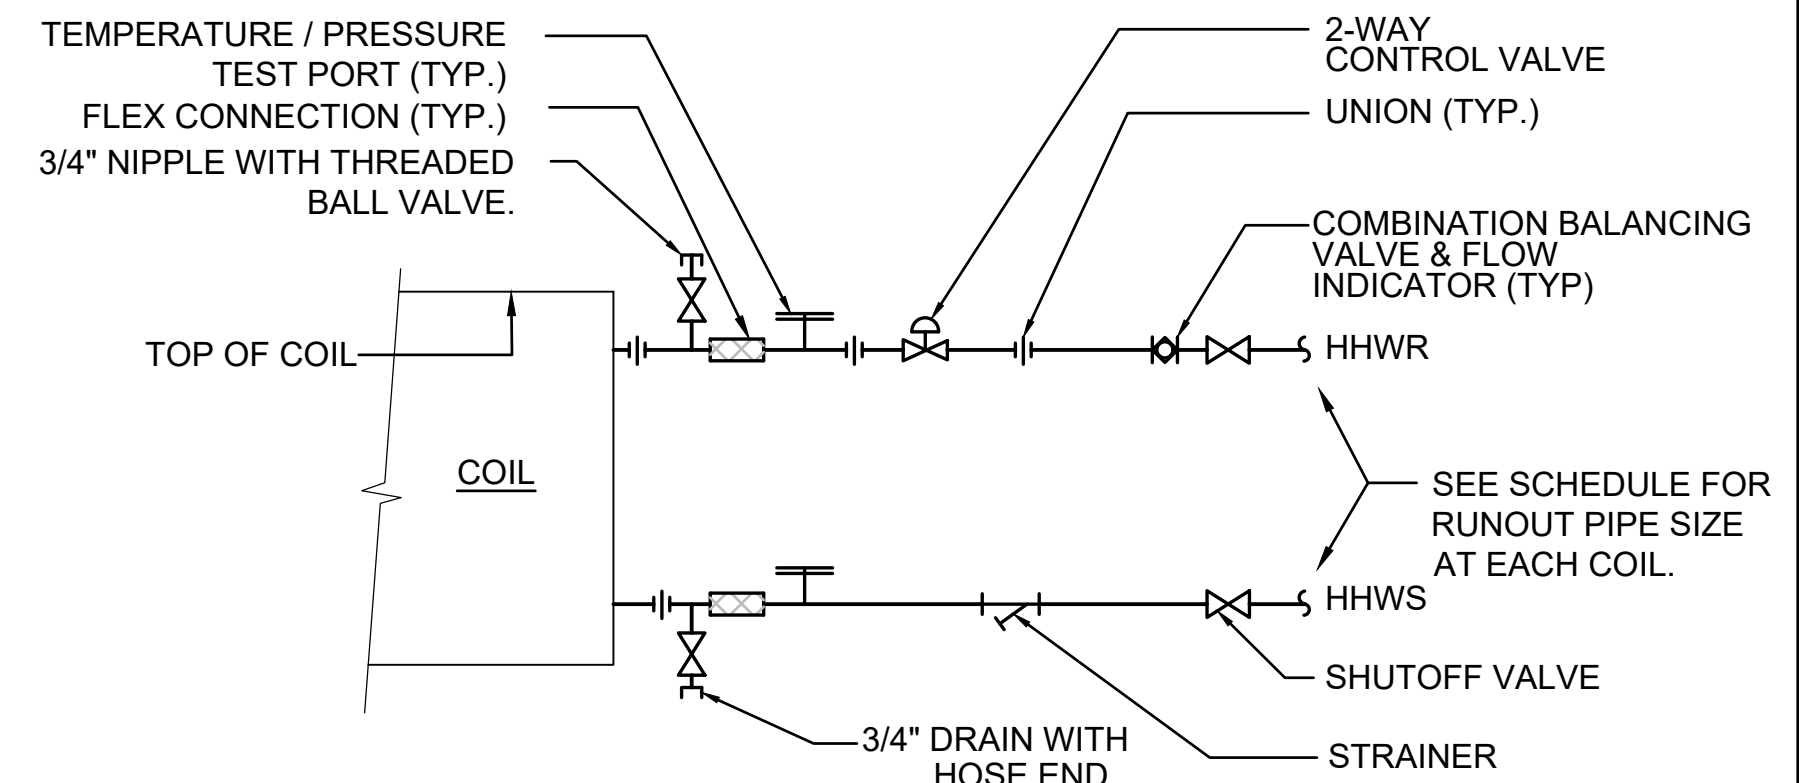 TEMPERATURE / PRESSURE
TEST PORT (TYP.)
FLEX CONNECTION (TYP.)
3/4" NIPPLE WITH THREADED
BALL VALVE.
TOP OF COIL
COIL
2-WAY
CONTROL VALVE
UNION (TYP.)
COMBINATION BALANCING
VALVE & FLOW
INDICATOR (TYP)
HHWR
SEE SCHEDULE FOR
RUNOUT PIPE SIZE
AT EACH COIL.
HHWS
SHUTOFF VALVE
STRAINER
3/4" DRAIN WITH
HOSE END